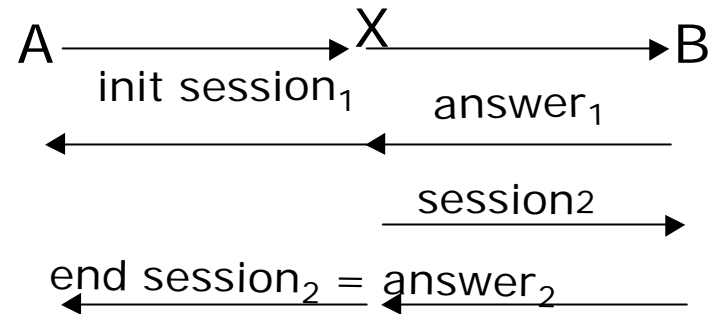 A X B
init session₁
answer₁
session2
end session₂ = answer₂